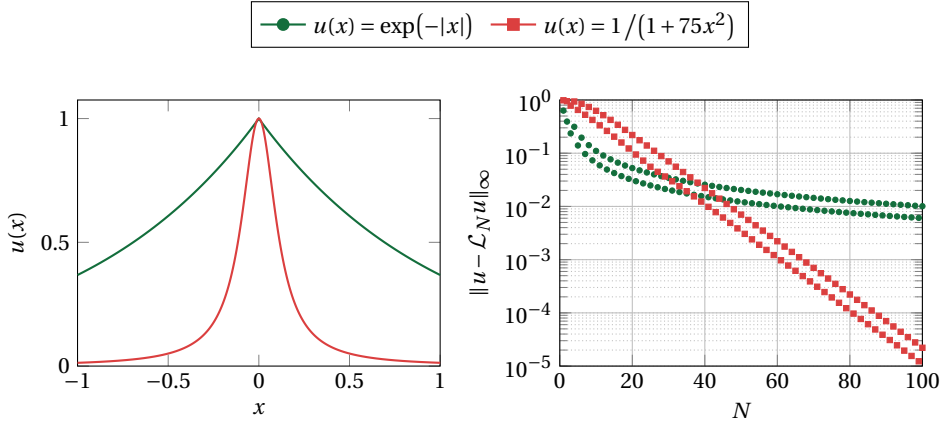 u(x) = exp(−|x|) u(x) = 1/(1+75x²)
1
0.5
0
u(x)
−1 −0.5 0 0.5 1
x
10⁰
10⁻¹
10⁻²
10⁻³
10⁻⁴
10⁻⁵
‖u − ℒ_N u‖_∞
0 20 40 60 80 100
N